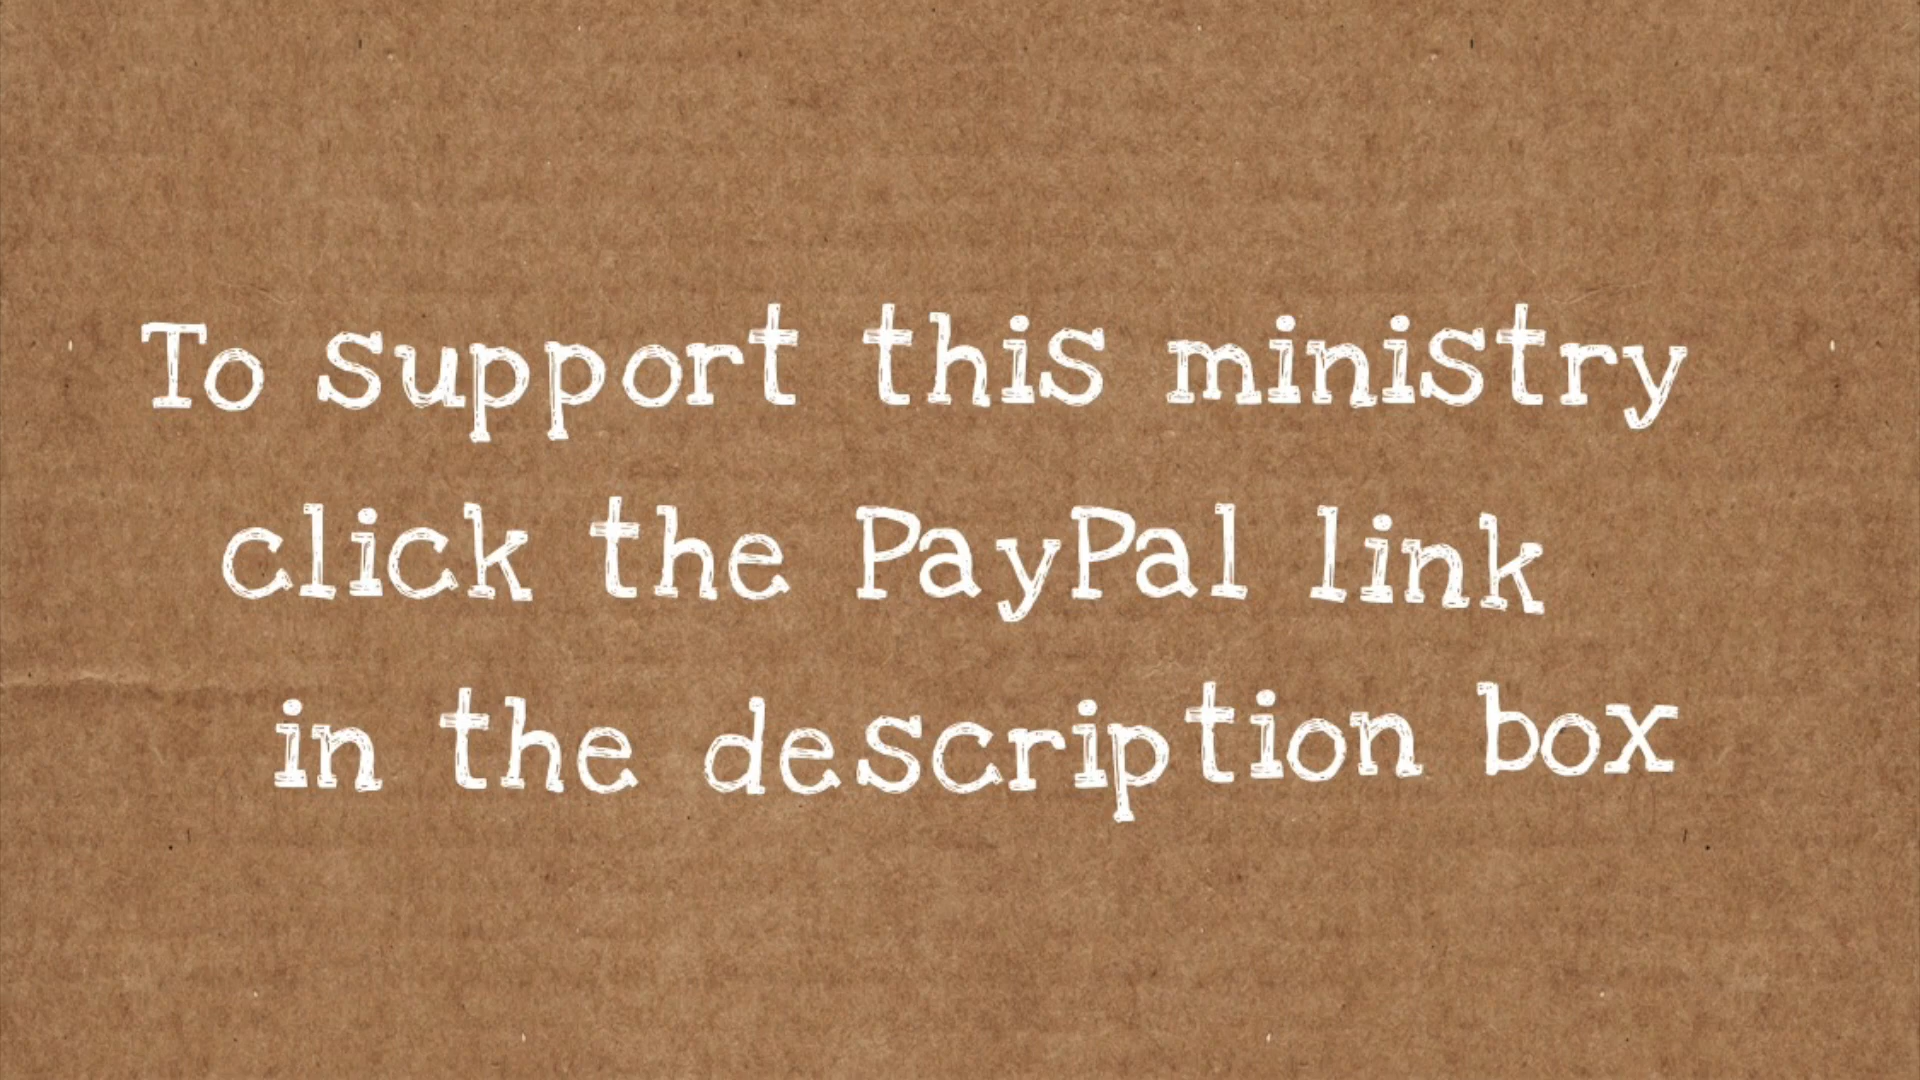 To support this ministry
click the PayPal link
in the description box